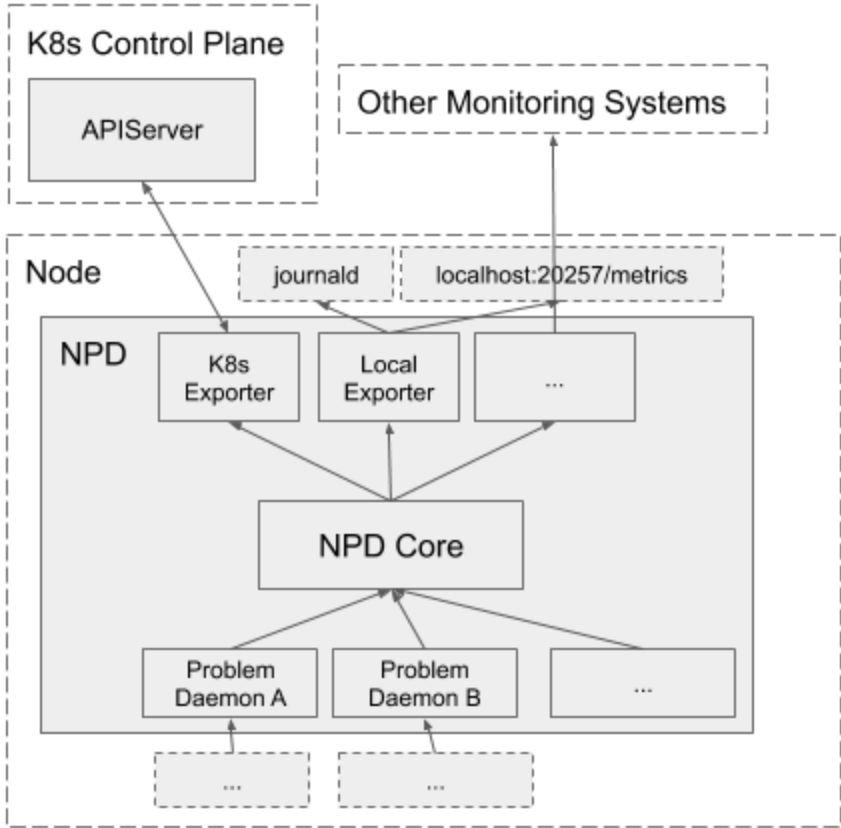 K8s Control Plane
APIServer
Other Monitoring Systems
Node
journald
localhost:20257/metrics
NPD
K8s
Exporter
Local
Exporter
...
NPD Core
Problem
Daemon A
Problem
Daemon B
...
...
...